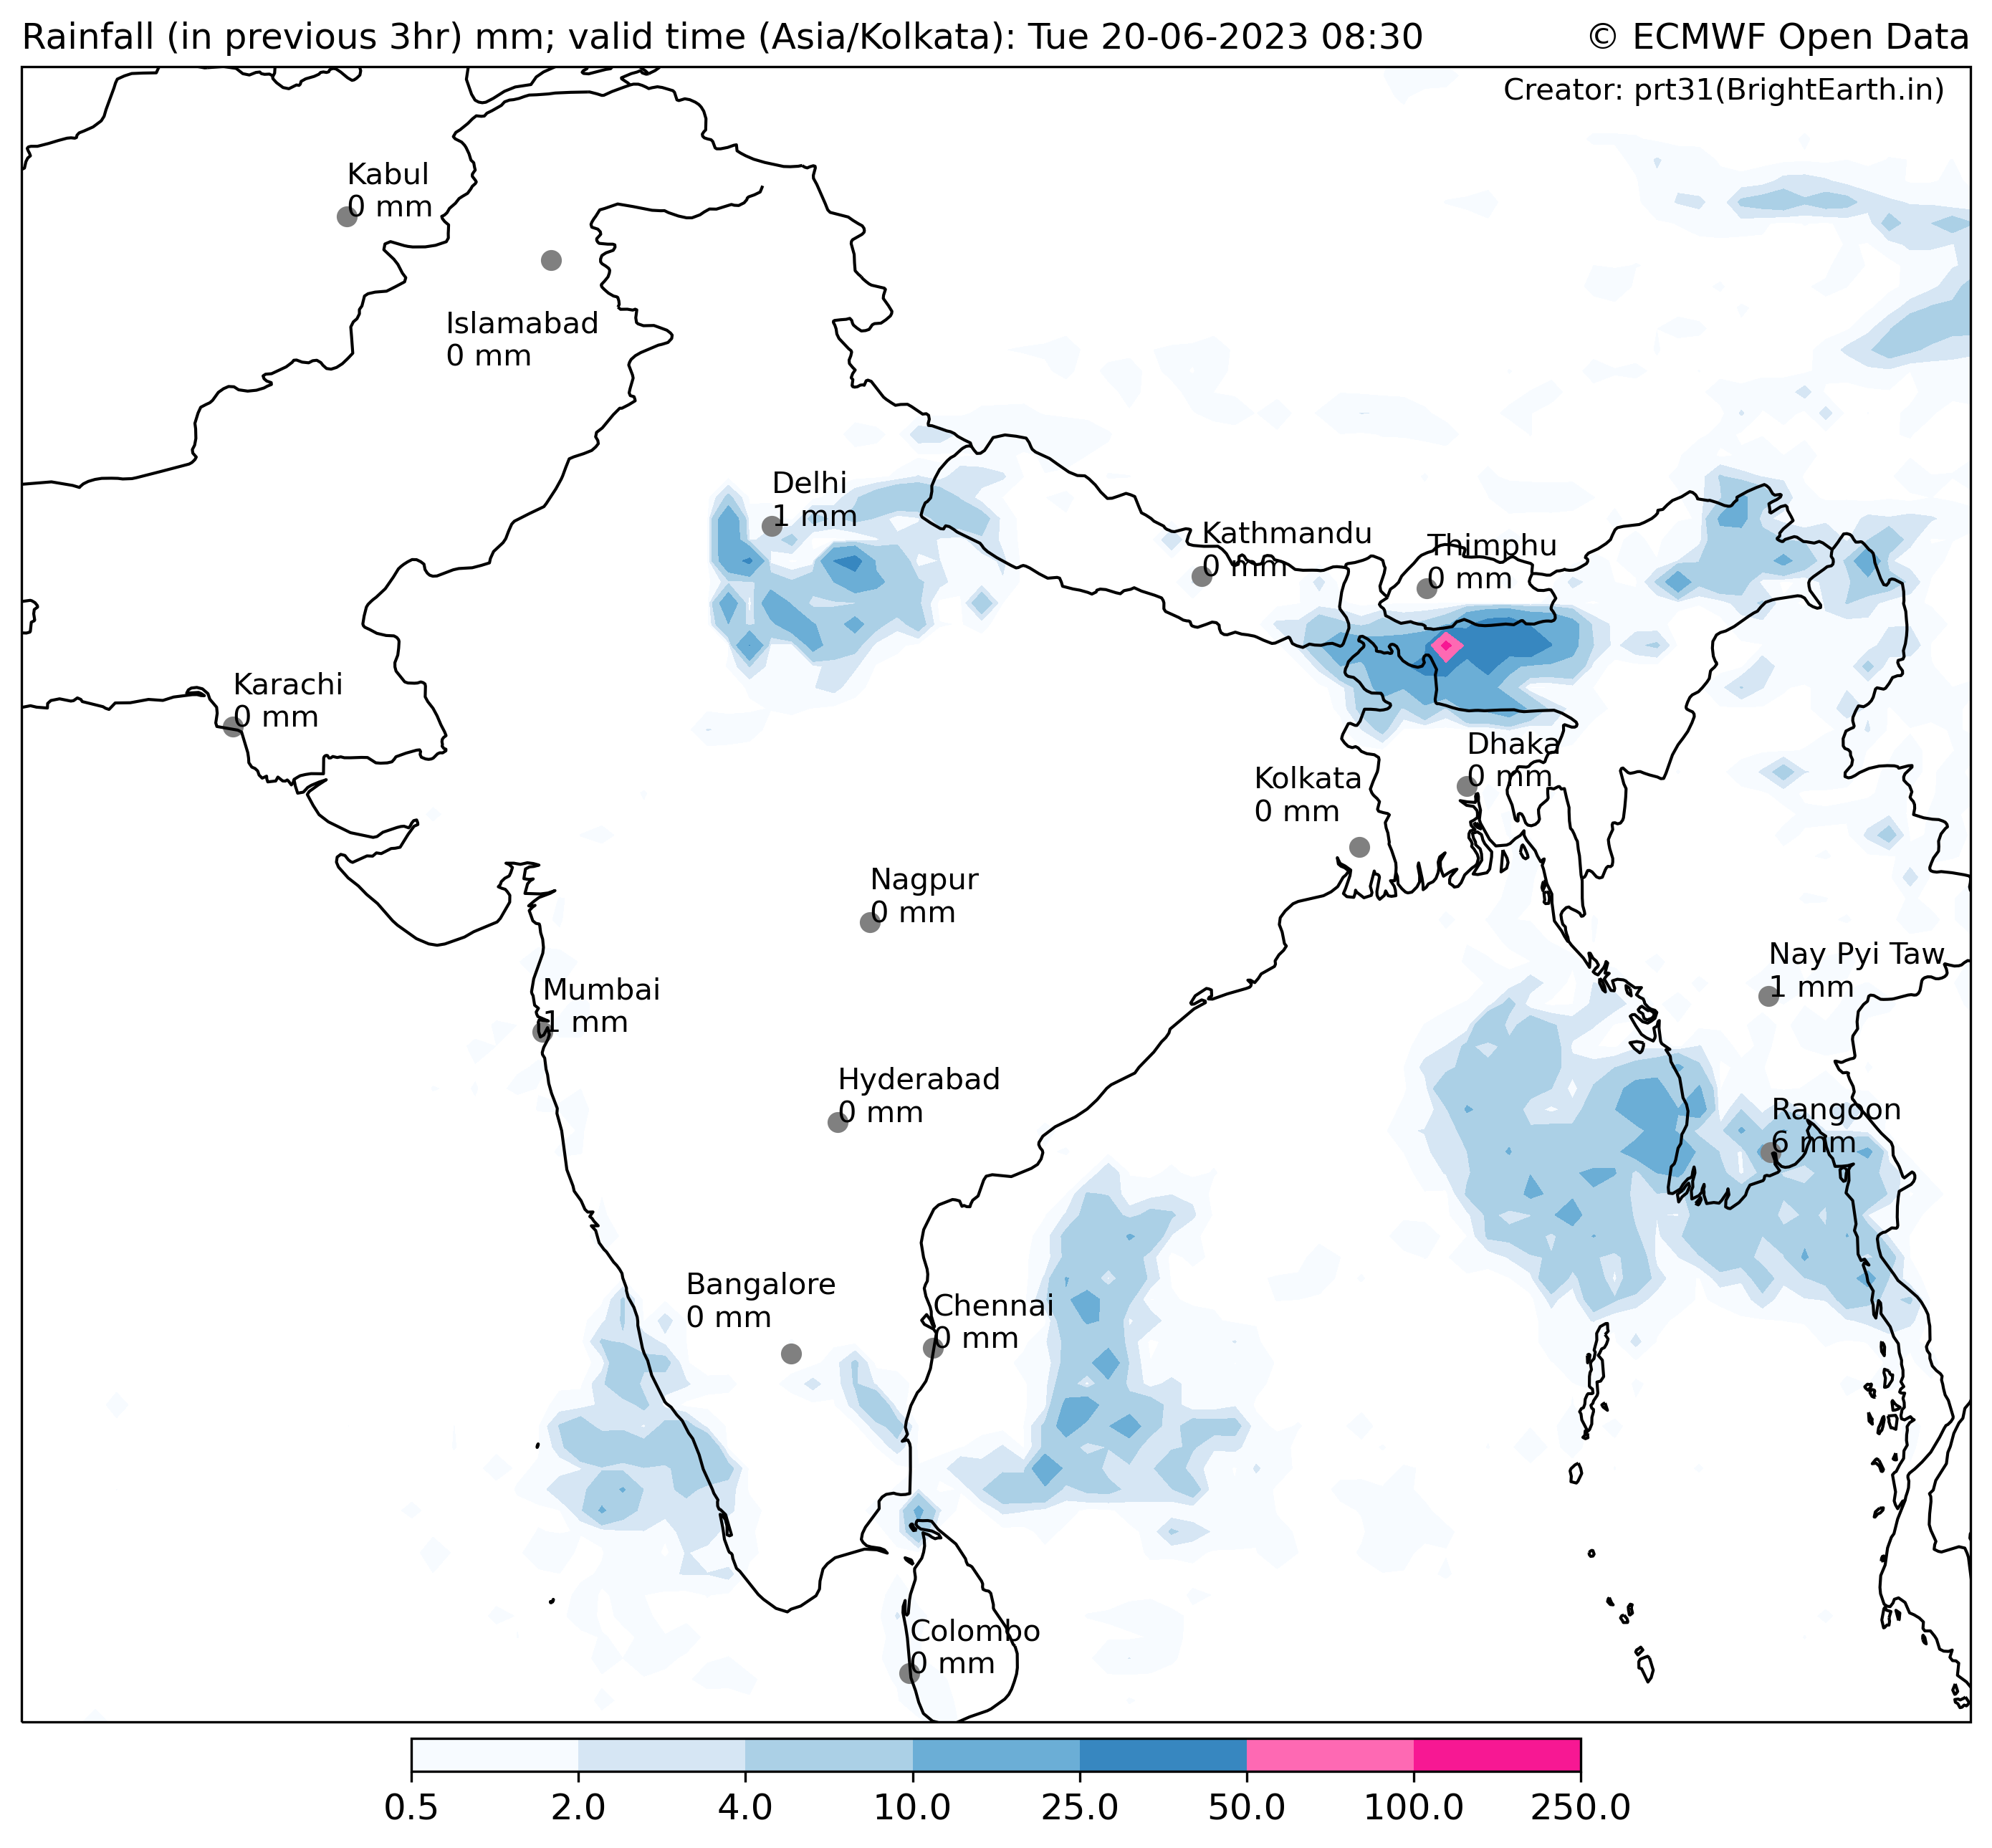 Rainfall (in previous 3hr) mm; valid time (Asia/Kolkata): Tue 20-06-2023 08:30
© ECMWF Open Data
Creator: prt31(BrightEarth.in)
Kabul
0 mm
Islamabad
0 mm
Delhi
1 mm
Kathmandu
0 mm
Thimphu
0 mm
Karachi
0 mm
Dhaka
0 mm
Kolkata
0 mm
Nagpur
0 mm
Nay Pyi Taw
1 mm
Mumbai
1 mm
Hyderabad
0 mm
Rangoon
6 mm
Bangalore
0 mm
Chennai
0 mm
Colombo
0 mm
0.5 2.0 4.0 10.0 25.0 50.0 100.0 250.0